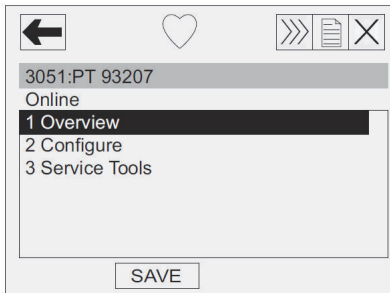 3051:PT 93207
Online
1 Overview
2 Configure
3 Service Tools
SAVE